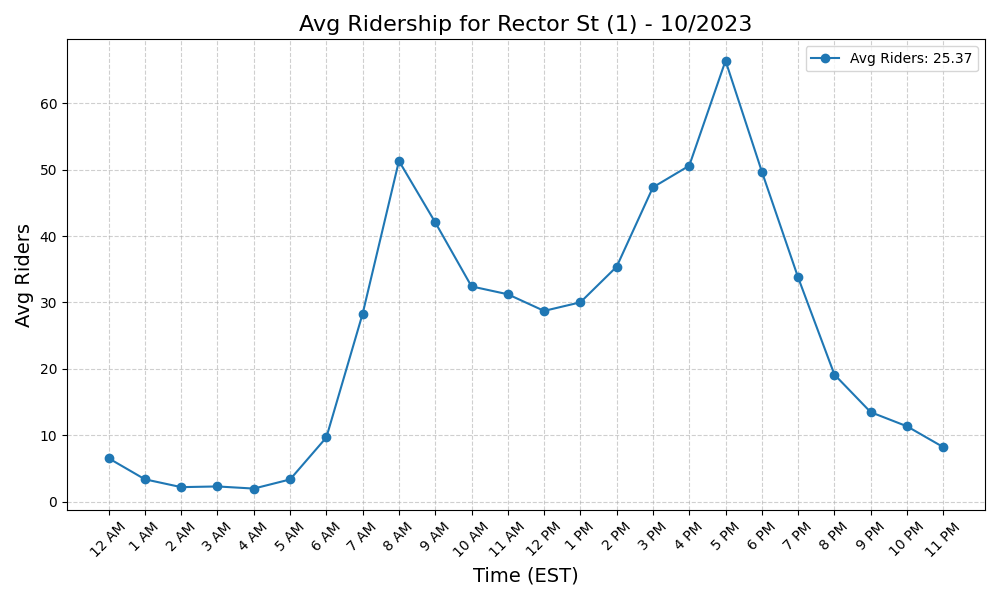 Avg Ridership for Rector St (1) - 10/2023
Avg Riders: 25.37
Avg Riders
60
50
40
30
20
10
0
12 AM
1 AM
2 AM
3 AM
4 AM
5 AM
6 AM
7 AM
8 AM
9 AM
10 AM
11 AM
12 PM
1 PM
2 PM
3 PM
4 PM
5 PM
6 PM
7 PM
8 PM
9 PM
10 PM
11 PM
Time (EST)